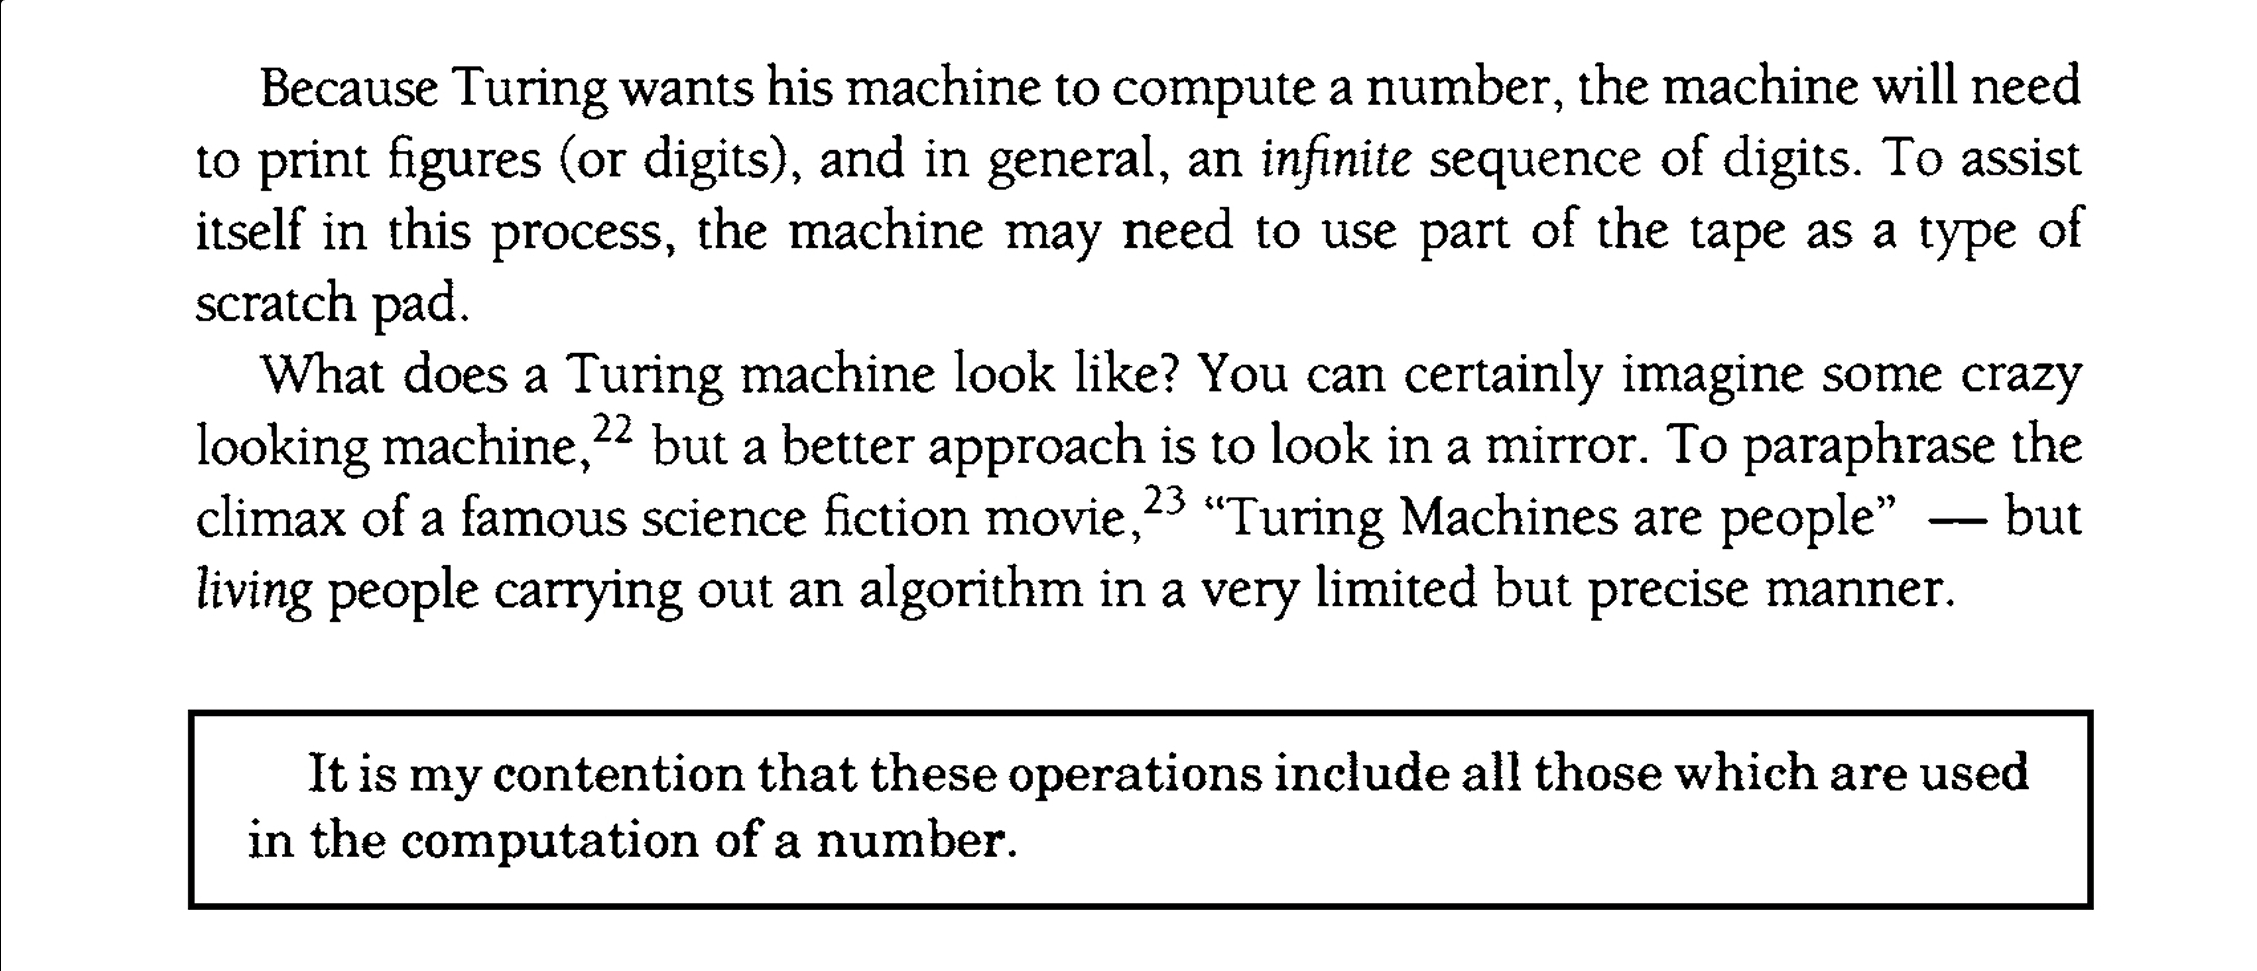 Because Turing wants his machine to compute a number, the machine will need
to print figures (or digits), and in general, an infinite sequence of digits. To assist
itself in this process, the machine may need to use part of the tape as a type of
scratch pad.
What does a Turing machine look like? You can certainly imagine some crazy
looking machine,22 but a better approach is to look in a mirror. To paraphrase the
climax of a famous science fiction movie,23 “Turing Machines are people” — but
living people carrying out an algorithm in a very limited but precise manner.
It is my contention that these operations include all those which are used
in the computation of a number.